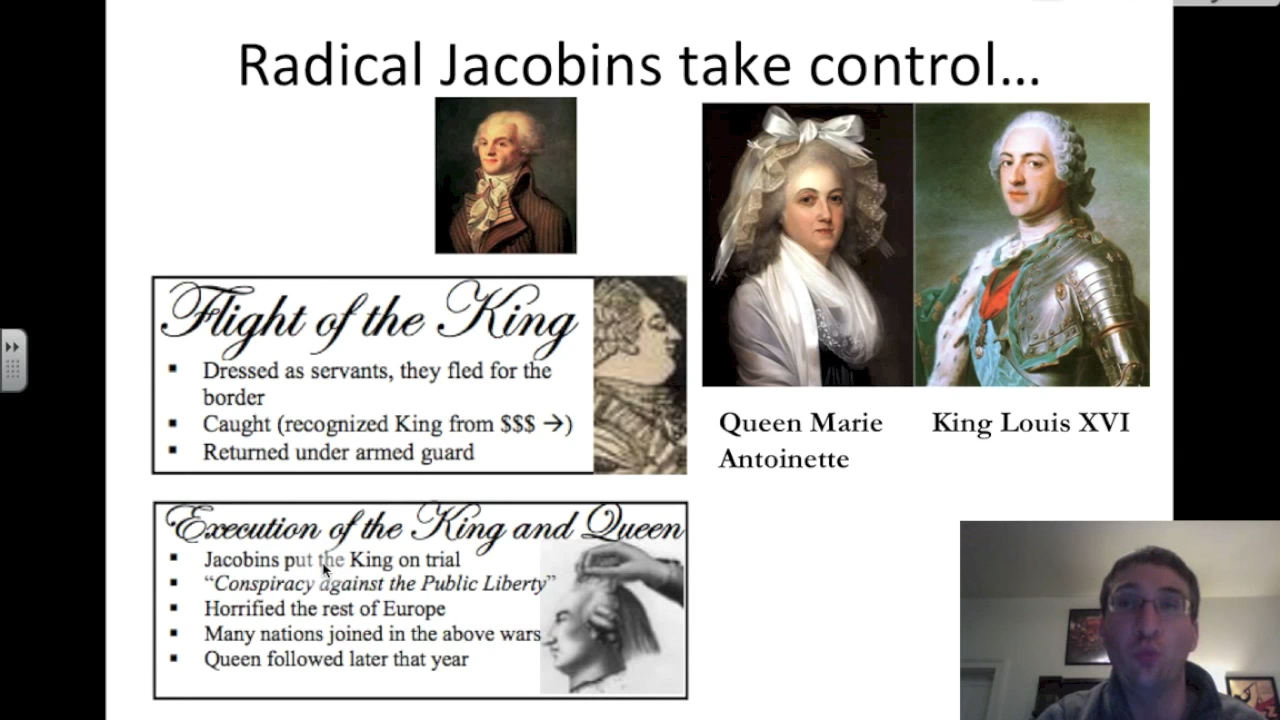 Radical Jacobins take control...
Flight of the King
▪ Dressed as servants, they fled for the
border
▪ Caught (recognized King from $$$ →)
▪ Returned under armed guard
Queen Marie
Antoinette
King Louis XVI
Execution of the King and Queen
▪ Jacobins put the King on trial
▪ “Conspiracy against the Public Liberty”
▪ Horrified the rest of Europe
▪ Many nations joined in the above wars
▪ Queen followed later that year